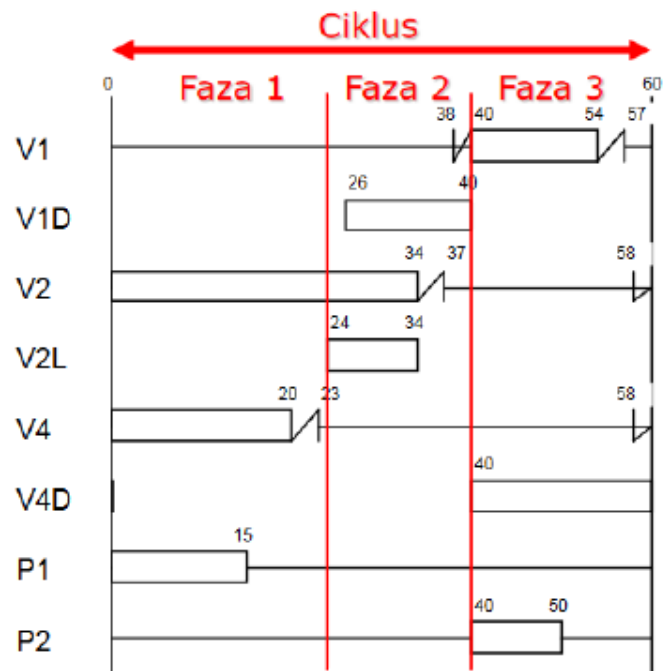 Ciklus
0 Faza 1 Faza 2 Faza 3 60
V1 38 40 54 57
V1D 26 40
V2 34 37 58
V2L 24 34
V4 20 23 58
V4D 40
P1 15
P2 40 50